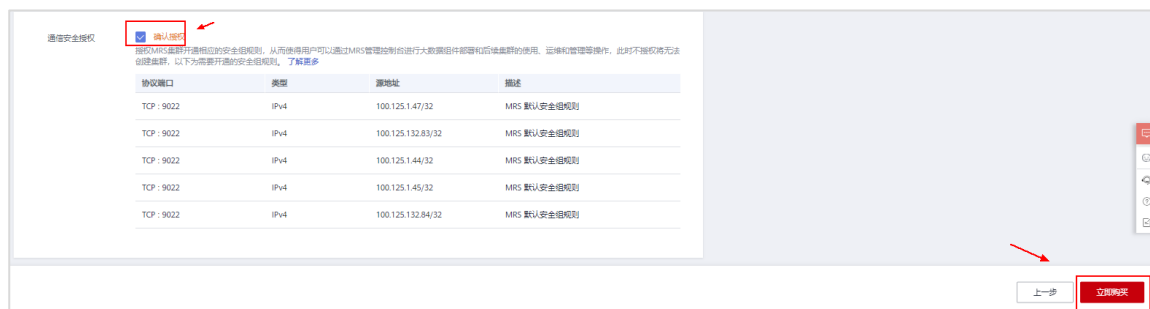 通信安全授权
确认授权
授权MRS集群开通相应的安全组规则，从而使得用户可以通过MRS管理控制台进行大数据组件部署和后续集群的使用、运维和管理等操作，此时不授权将无法
创建集群，以下为需要开通的安全组规则。 了解更多
协议端口 类型 源地址 描述
TCP : 9022 IPv4 100.125.1.47/32 MRS 默认安全组规则
TCP : 9022 IPv4 100.125.132.83/32 MRS 默认安全组规则
TCP : 9022 IPv4 100.125.1.44/32 MRS 默认安全组规则
TCP : 9022 IPv4 100.125.1.45/32 MRS 默认安全组规则
TCP : 9022 IPv4 100.125.132.84/32 MRS 默认安全组规则
上一步 立即购买